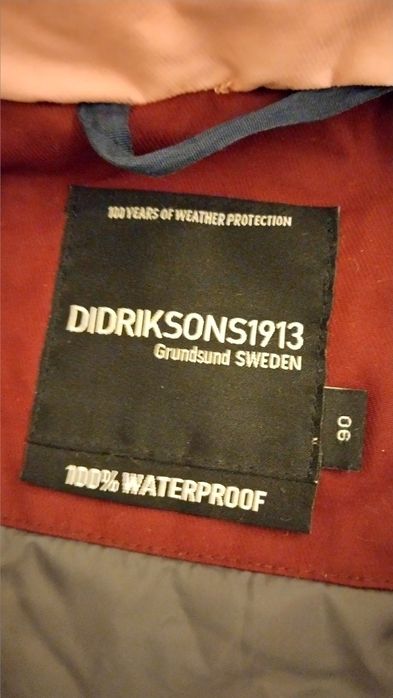 100 YEARS OF WEATHER PROTECTION
DIDRIKSONS1913
Grundsund SWEDEN
90
100% WATERPROOF